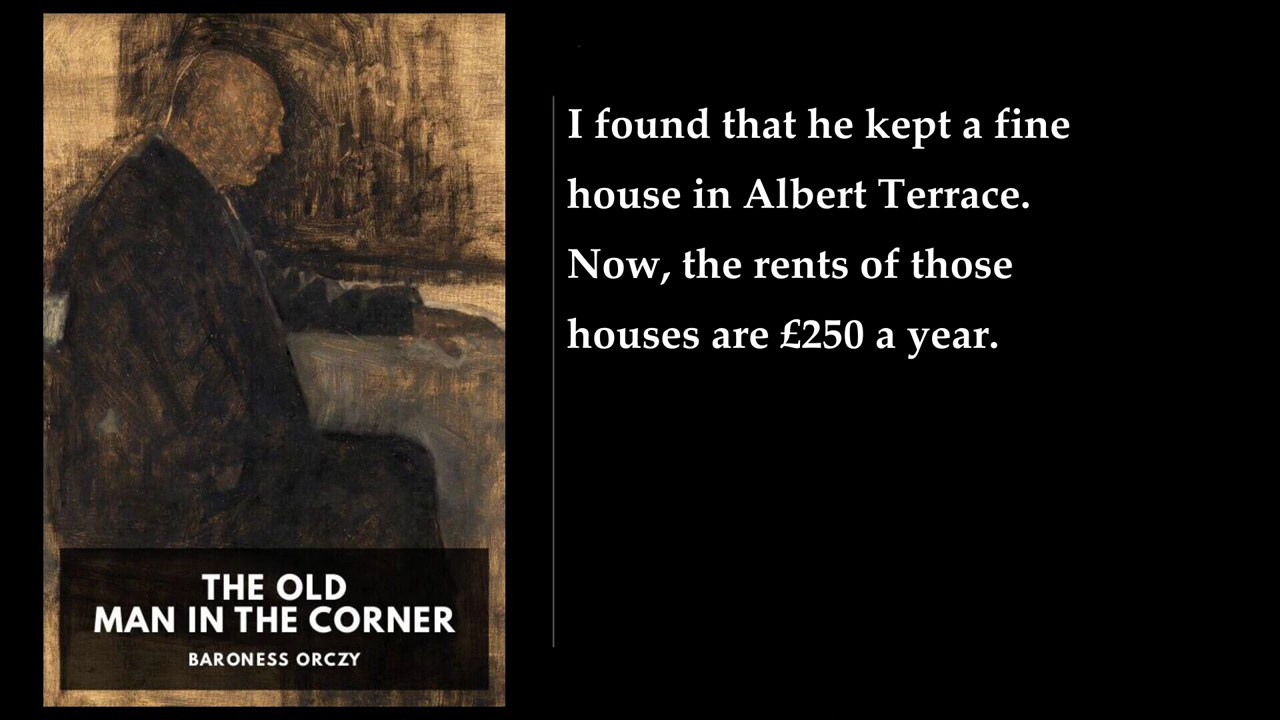 THE OLD
MAN IN THE CORNER
BARONESS ORCZY
I found that he kept a fine
house in Albert Terrace.
Now, the rents of those
houses are £250 a year.